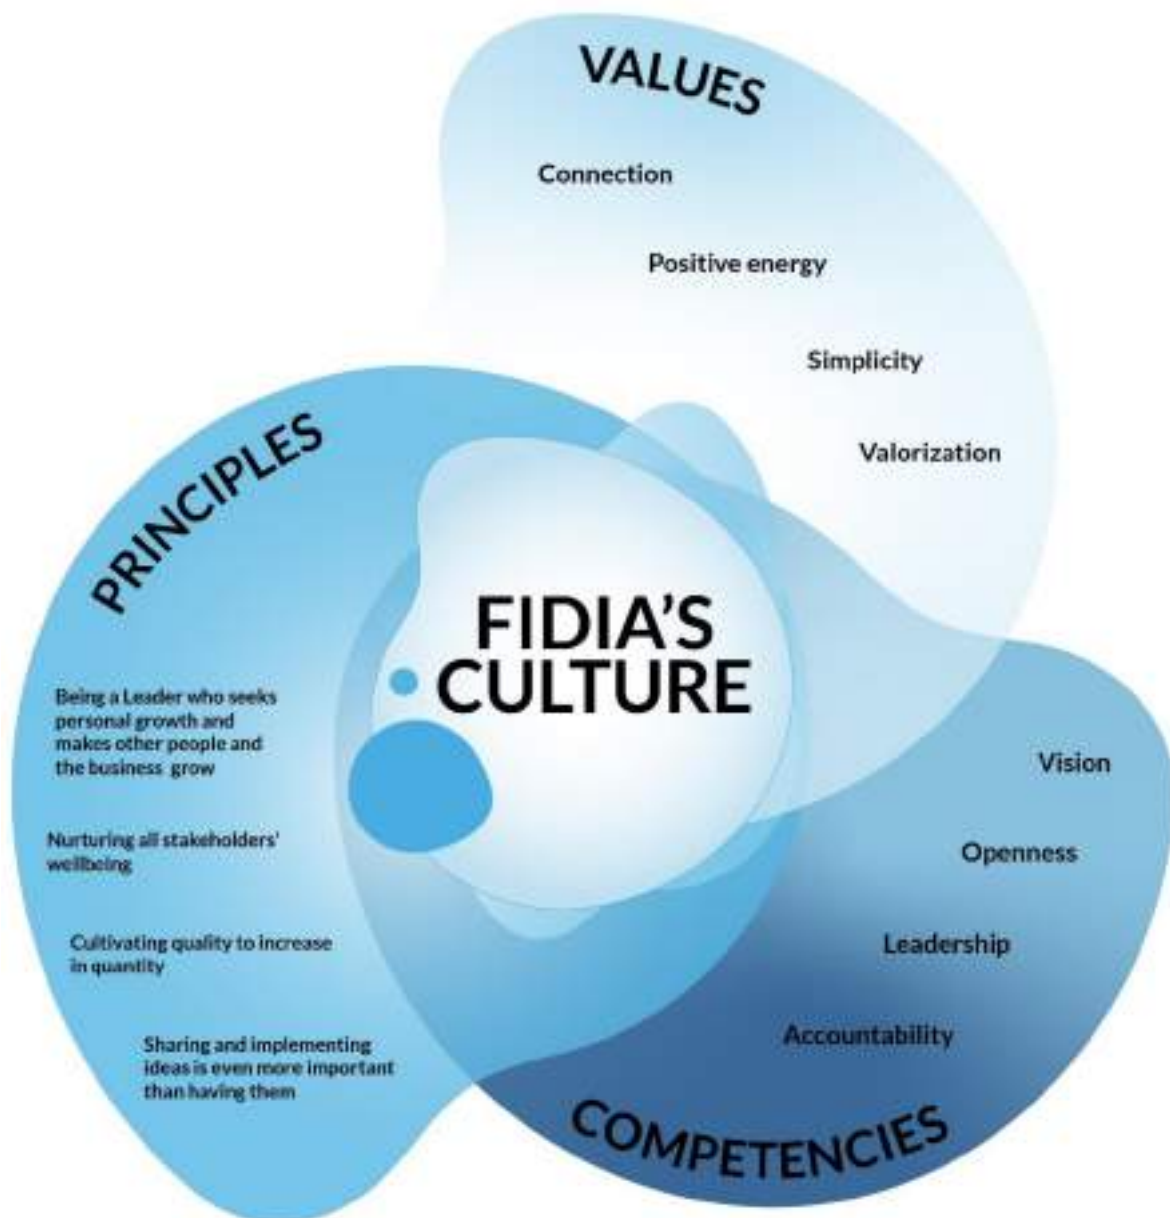 VALUES
Connection
Positive energy
Simplicity
Valorization
PRINCIPLES
FIDIA'S
CULTURE
Being a Leader who seeks
personal growth and
makes other people and
the business grow
Nurturing all stakeholders'
wellbeing
Cultivating quality to increase
in quantity
Sharing and implementing
ideas is even more important
than having them
Vision
Openness
Leadership
Accountability
COMPETENCIES